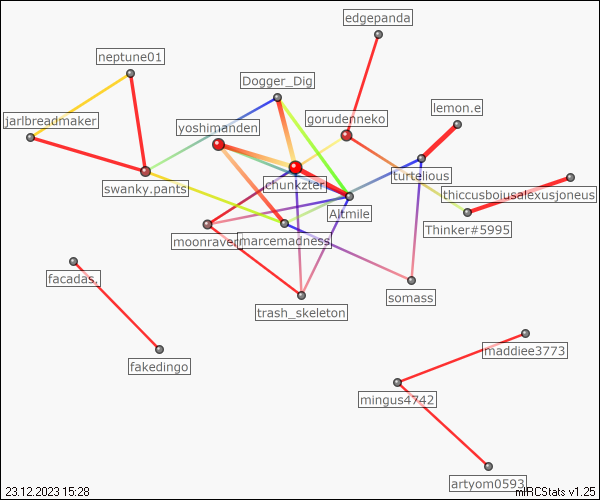 edgepanda
neptune01
Dogger_Dig
lemon.e
gorudenneko
jarlbreadmaker
yoshimanden
turtelious
chunkzter
swanky.pants
thiccusboiusalexusjoneus
Altmile
Thinker#5995
moonraven
marcemadness
facadas.
somass
trash_skeleton
maddiee3773
fakedingo
mingus4742
artyom0593
23.12.2023 15:28
mIRCStats v1.25